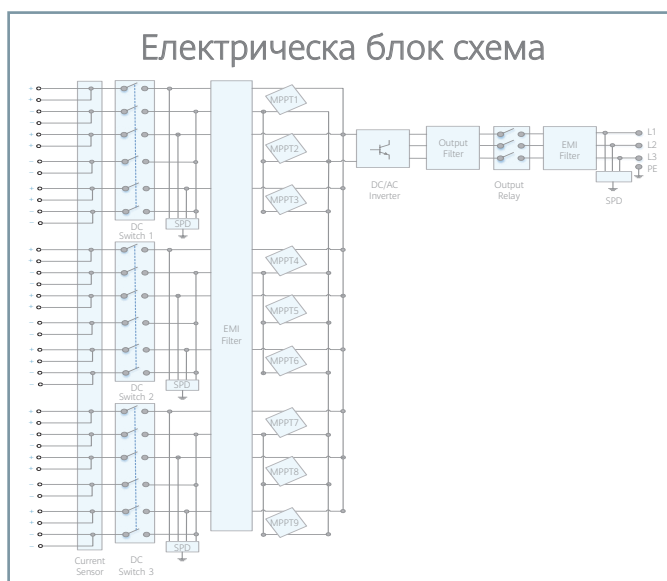 Електрическа блок схема
MPPT1
MPPT2
MPPT3
SPD
DC
Switch 1
MPPT4
MPPT5
MPPT6
SPD
DC
Switch 2
EMI
Filter
MPPT7
MPPT8
MPPT9
SPD
Current
Sensor
DC
Switch 3
DC/AC
Inverter
Output
Filter
Output
Relay
EMI
Filter
L1
L2
L3
PE
SPD